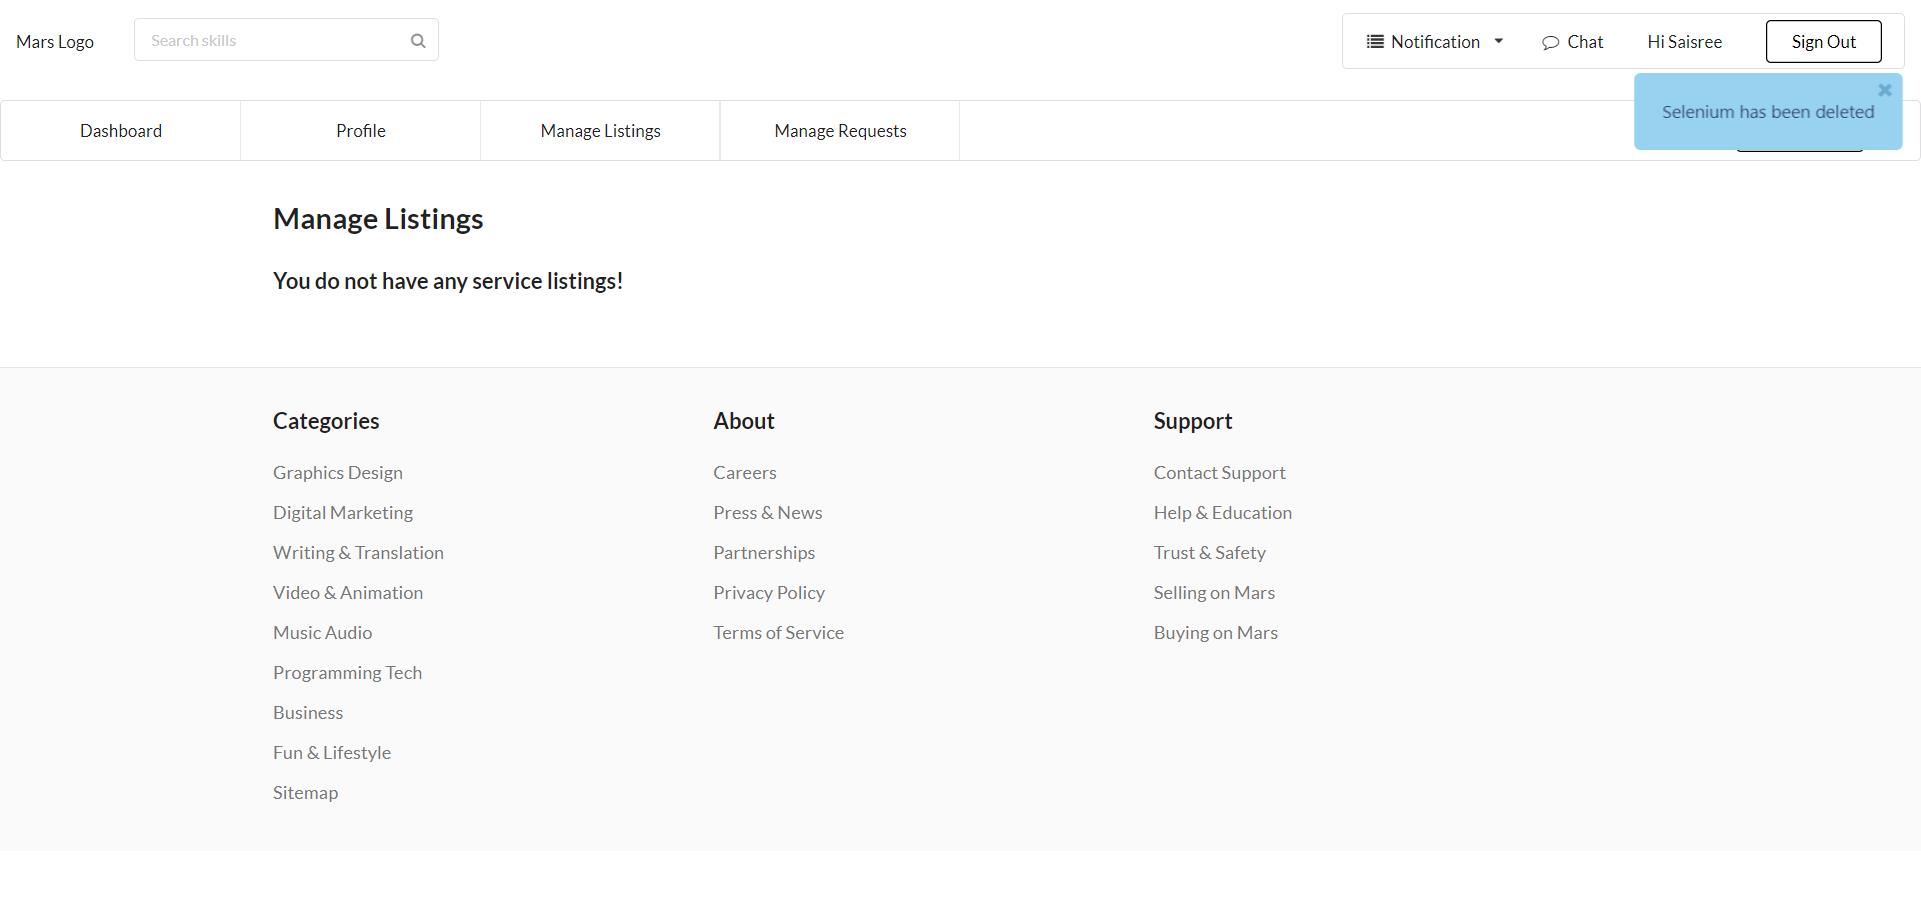 Mars Logo
Search skills
Notification
Chat
Hi Saisree
Sign Out
Selenium has been deleted
Dashboard
Profile
Manage Listings
Manage Requests
Manage Listings
You do not have any service listings!
Categories
Graphics Design
Digital Marketing
Writing & Translation
Video & Animation
Music Audio
Programming Tech
Business
Fun & Lifestyle
Sitemap
About
Careers
Press & News
Partnerships
Privacy Policy
Terms of Service
Support
Contact Support
Help & Education
Trust & Safety
Selling on Mars
Buying on Mars